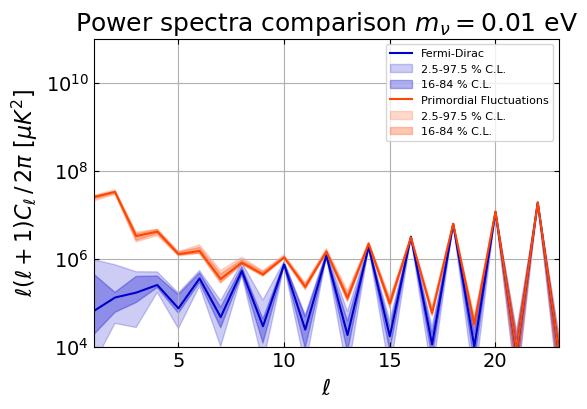 Power spectra comparison $m_\nu = 0.01$ eV
Fermi-Dirac
2.5-97.5 % C.L.
16-84 % C.L.
Primordial Fluctuations
2.5-97.5 % C.L.
16-84 % C.L.
$\ell(\ell+1)C_\ell\,/\,2\pi\ [\mu K^2]$
$10^{10}$
$10^8$
$10^6$
$10^4$
5 10 15 20
$\ell$